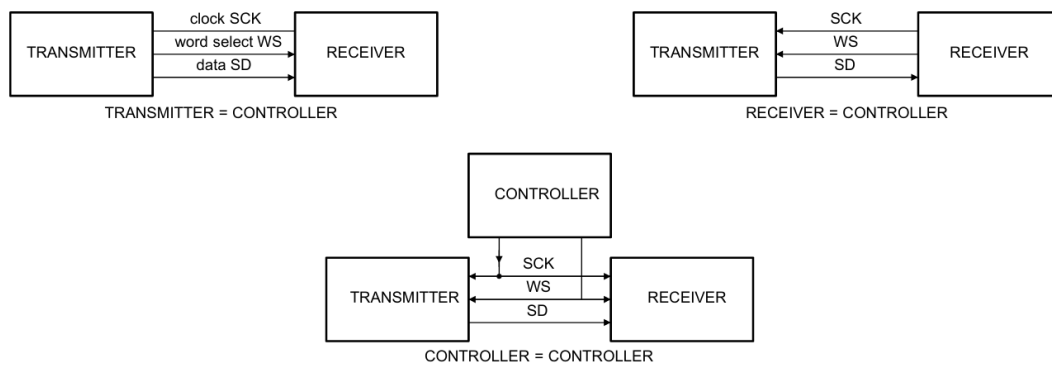 clock SCK
TRANSMITTER
word select WS
RECEIVER
data SD
TRANSMITTER = CONTROLLER
SCK
TRANSMITTER
WS
RECEIVER
SD
RECEIVER = CONTROLLER
CONTROLLER
SCK
TRANSMITTER
WS
RECEIVER
SD
CONTROLLER = CONTROLLER